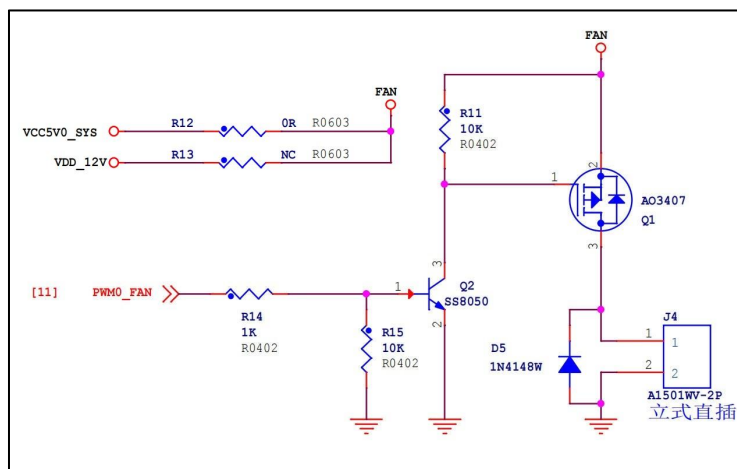 FAN
FAN
R12 0R R0603
VCC5V0_SYS
R13 NC R0603
VDD_12V
R11
10K
R0402
2
1
AO3407
Q1
3
3
[11] PWM0_FAN
1
Q2
SS8050
2
R14
1K
R0402
R15
10K
R0402
D5
1N4148W
J4
1 1
2 2
A1501WV-2P
立式直插